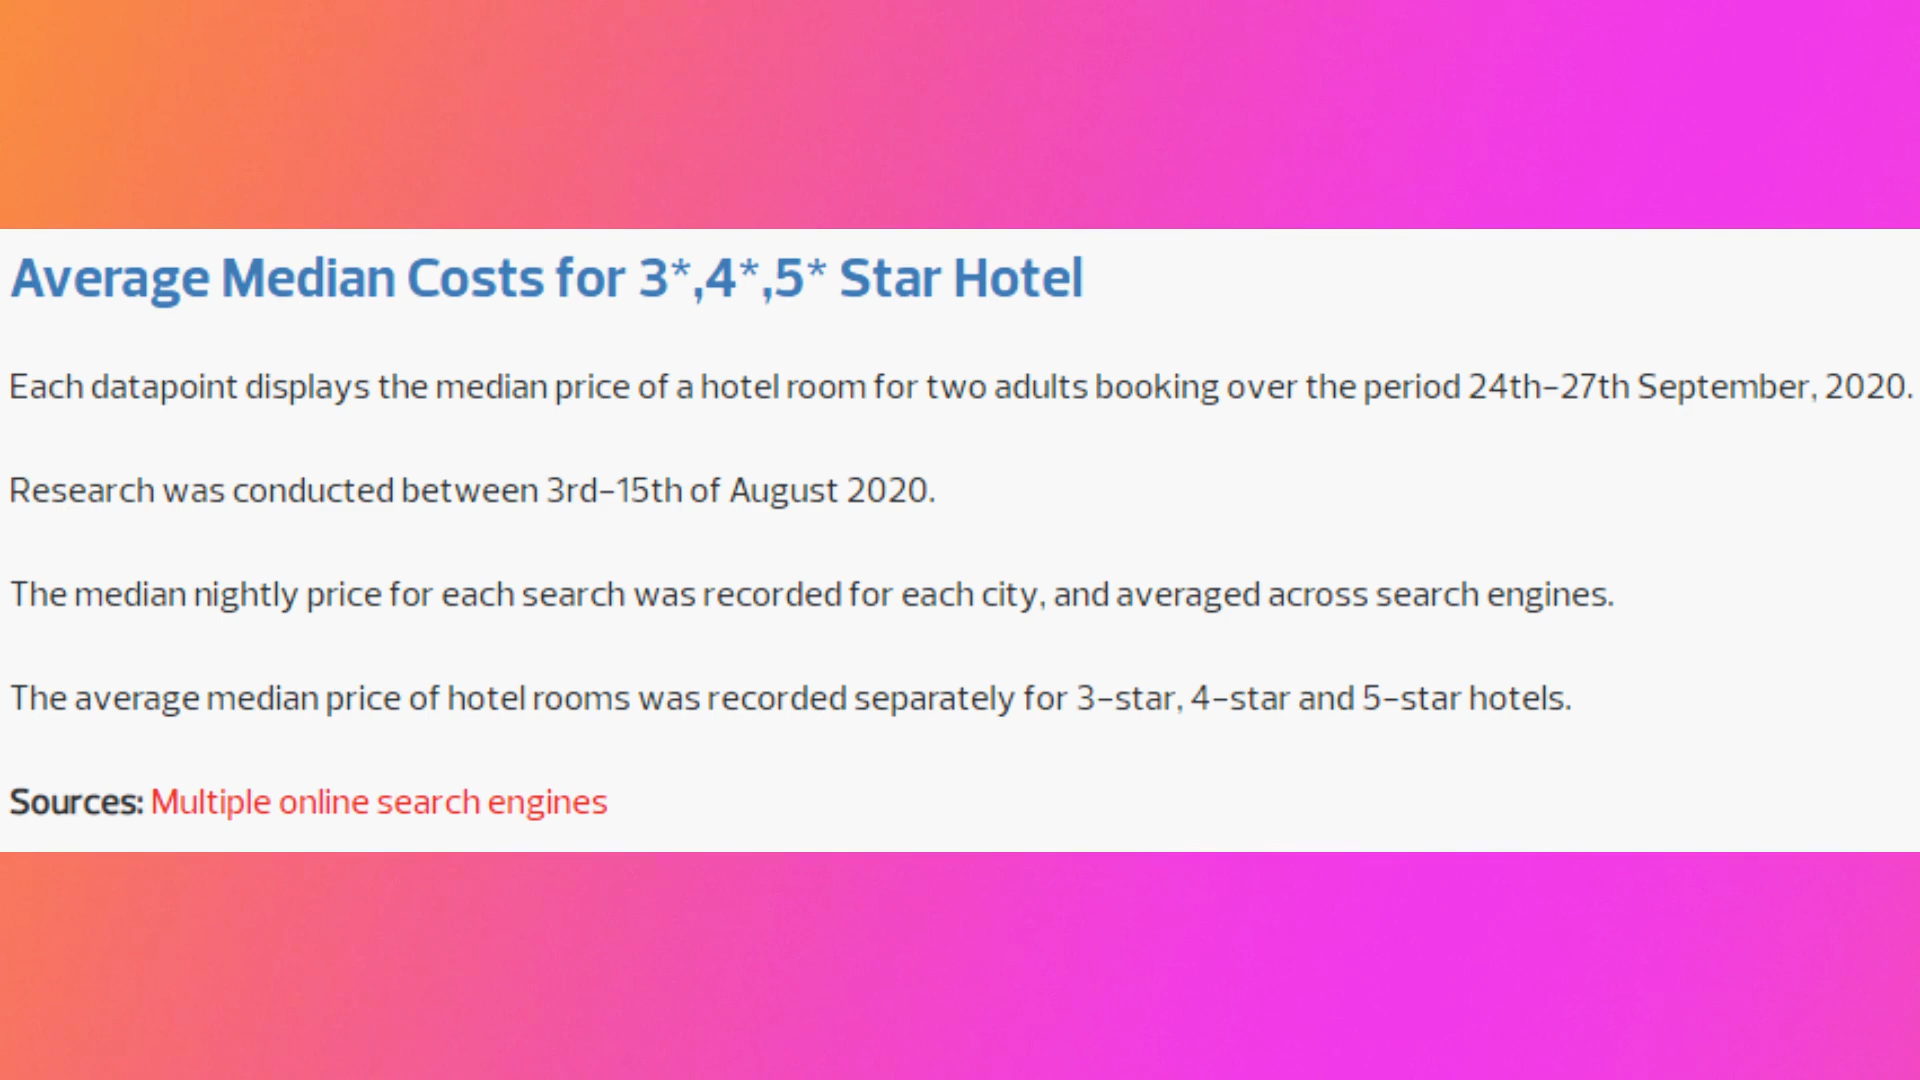 Average Median Costs for 3*,4*,5* Star Hotel
Each datapoint displays the median price of a hotel room for two adults booking over the period 24th-27th September, 2020.
Research was conducted between 3rd-15th of August 2020.
The median nightly price for each search was recorded for each city, and averaged across search engines.
The average median price of hotel rooms was recorded separately for 3-star, 4-star and 5-star hotels.
Sources: Multiple online search engines